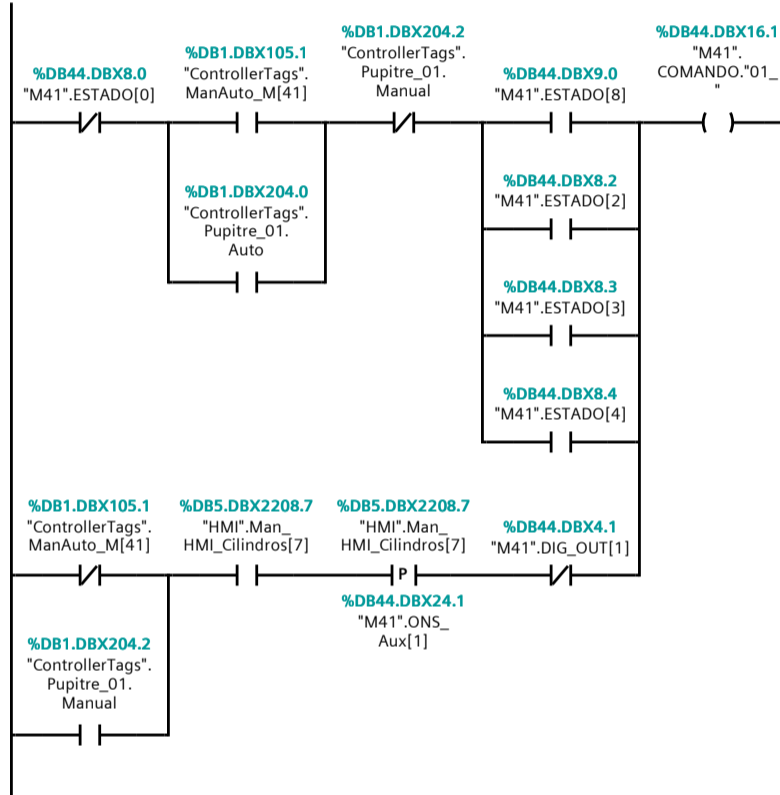 %DB44.DBX8.0
"M41".ESTADO[0]
%DB1.DBX105.1
"ControllerTags".
ManAuto_M[41]
%DB1.DBX204.2
"ControllerTags".
Pupitre_01.
Manual
%DB44.DBX9.0
"M41".ESTADO[8]
%DB44.DBX16.1
"M41".
COMANDO."01_
"
%DB1.DBX204.0
"ControllerTags".
Pupitre_01.
Auto
%DB44.DBX8.2
"M41".ESTADO[2]
%DB44.DBX8.3
"M41".ESTADO[3]
%DB44.DBX8.4
"M41".ESTADO[4]
%DB1.DBX105.1
"ControllerTags".
ManAuto_M[41]
%DB5.DBX2208.7
"HMI".Man_
HMI_Cilindros[7]
%DB5.DBX2208.7
"HMI".Man_
HMI_Cilindros[7]
P
%DB44.DBX24.1
"M41".ONS_
Aux[1]
%DB44.DBX4.1
"M41".DIG_OUT[1]
%DB1.DBX204.2
"ControllerTags".
Pupitre_01.
Manual